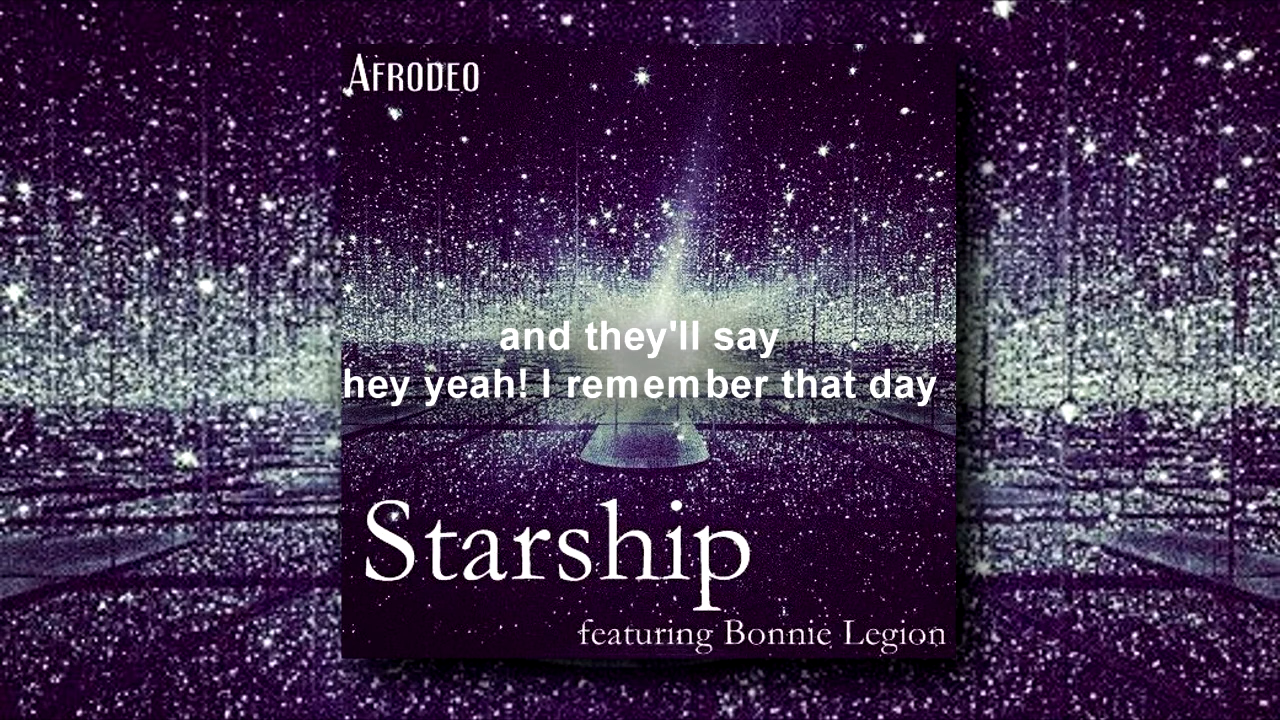 AFRODEO
and they'll say
hey yeah! I remember that day
Starship
featuring Bonnie Legion